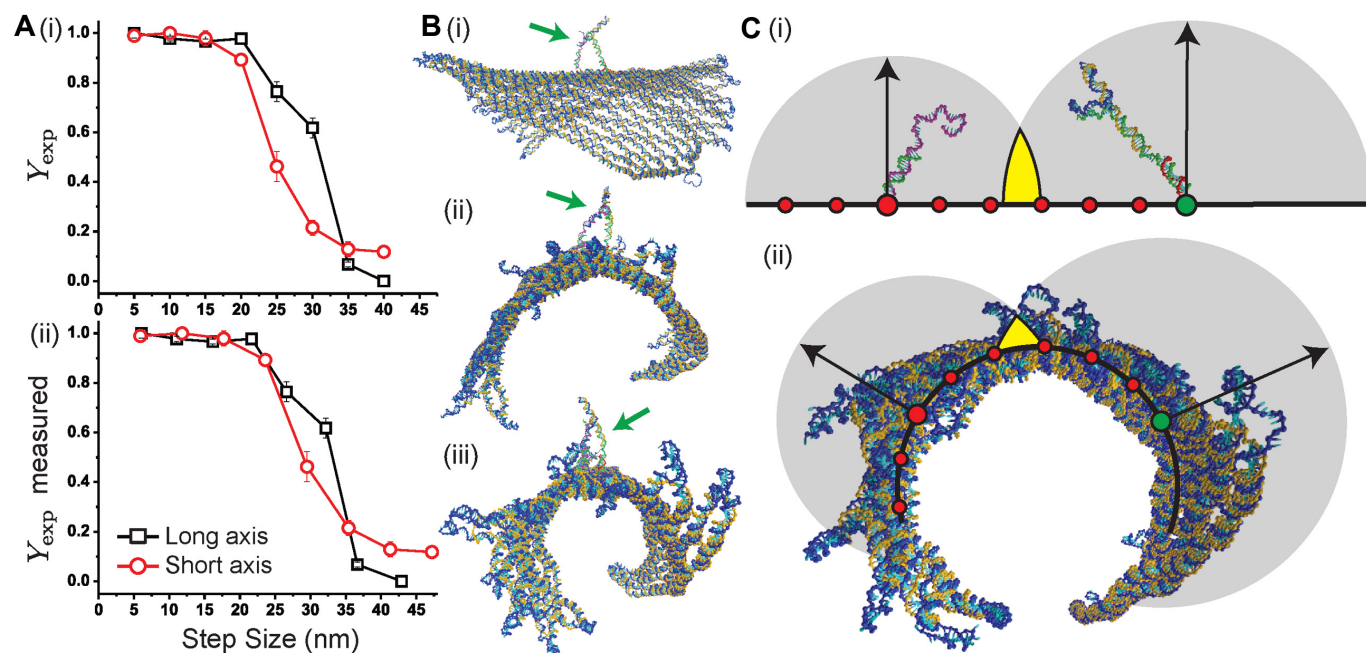 A (i)
Y exp
1.0
0.8
0.6
0.4
0.2
0.0
0 5 10 15 20 25 30 35 40 45
(ii)
Y exp measured
1.0
0.8
0.6
0.4
0.2
0.0
Long axis
Short axis
0 5 10 15 20 25 30 35 40 45
Step Size (nm)
B (i)
(ii)
(iii)
C (i)
(ii)